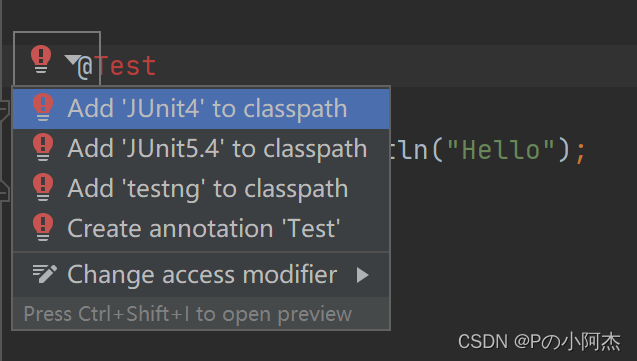 @Test
Add 'JUnit4' to classpath
Add 'JUnit5.4' to classpath
tln("Hello");
Add 'testng' to classpath
Create annotation 'Test'
Change access modifier
Press Ctrl+Shift+I to open preview
CSDN @Pの小阿杰